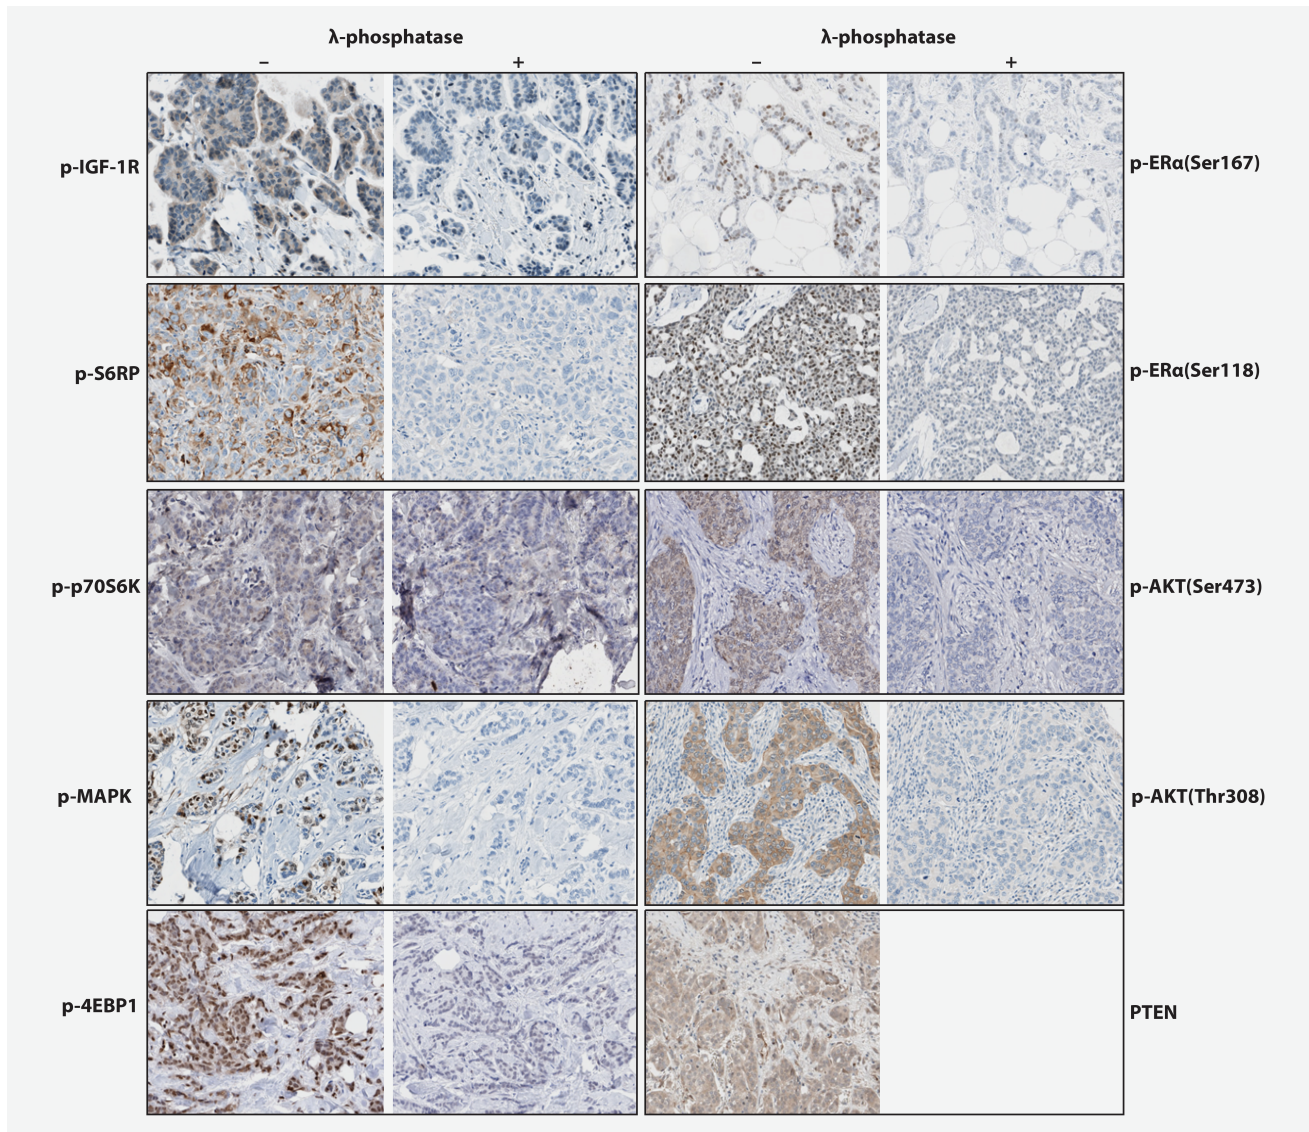 λ-phosphatase λ-phosphatase
– + – +
p-IGF-1R p-ERα(Ser167)
p-S6RP p-ERα(Ser118)
p-p70S6K p-AKT(Ser473)
p-MAPK p-AKT(Thr308)
p-4EBP1 PTEN